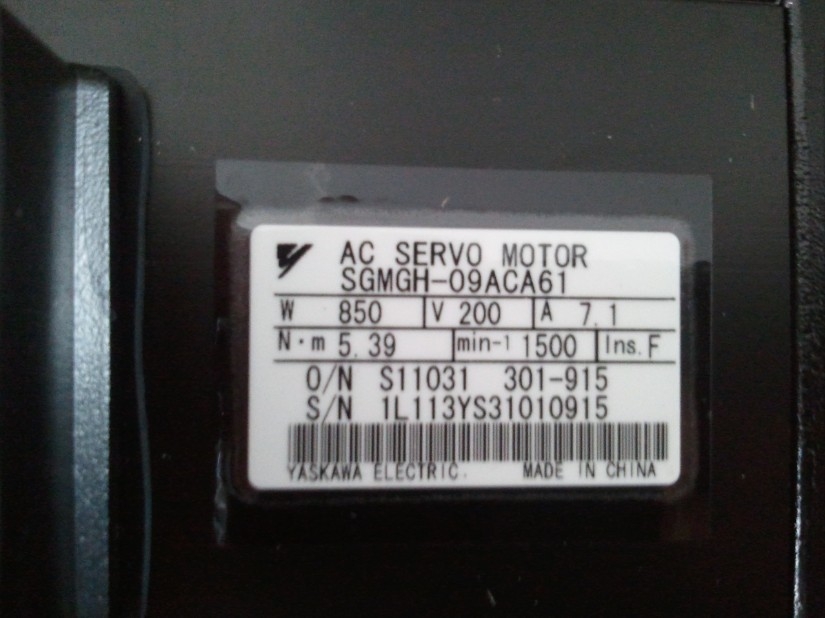 AC SERVO MOTOR
SGMGH-09ACA61
W 850 V 200 A 7.1
N・m 5.39 min-1 1500 Ins. F
O/N S11031 301-915
S/N 1L113YS31010915
YASKAWA ELECTRIC. MADE IN CHINA